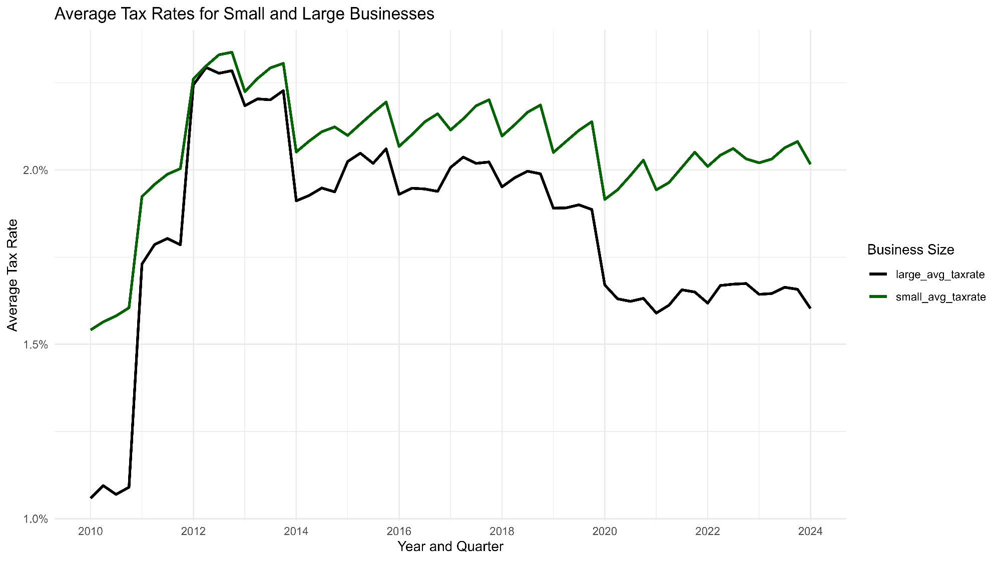 Average Tax Rates for Small and Large Businesses
Average Tax Rate
2.0%
1.5%
1.0%
2010 2012 2014 2016 2018 2020 2022 2024
Year and Quarter
Business Size
large_avg_taxrate
small_avg_taxrate